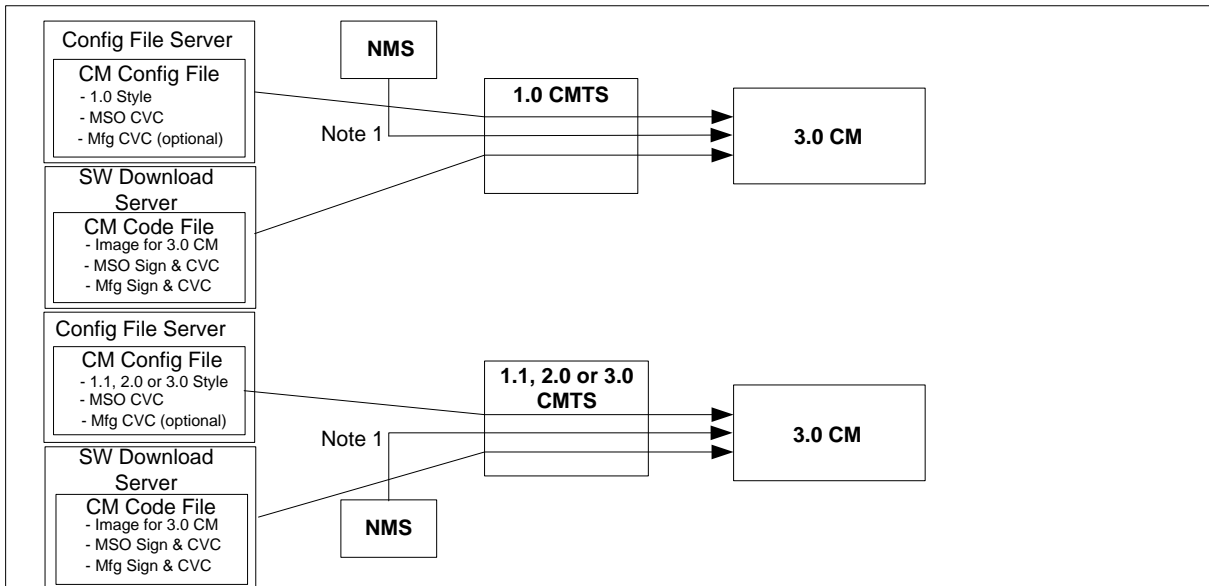 Config File Server
CM Config File
- 1.0 Style
- MSO CVC
- Mfg CVC (optional)
SW Download
Server
CM Code File
- Image for 3.0 CM
- MSO Sign & CVC
- Mfg Sign & CVC
NMS
Note 1
1.0 CMTS
3.0 CM
Config File Server
CM Config File
- 1.1, 2.0 or 3.0 Style
- MSO CVC
- Mfg CVC (optional)
SW Download
Server
CM Code File
- Image for 3.0 CM
- MSO Sign & CVC
- Mfg Sign & CVC
Note 1
NMS
1.1, 2.0 or 3.0
CMTS
3.0 CM